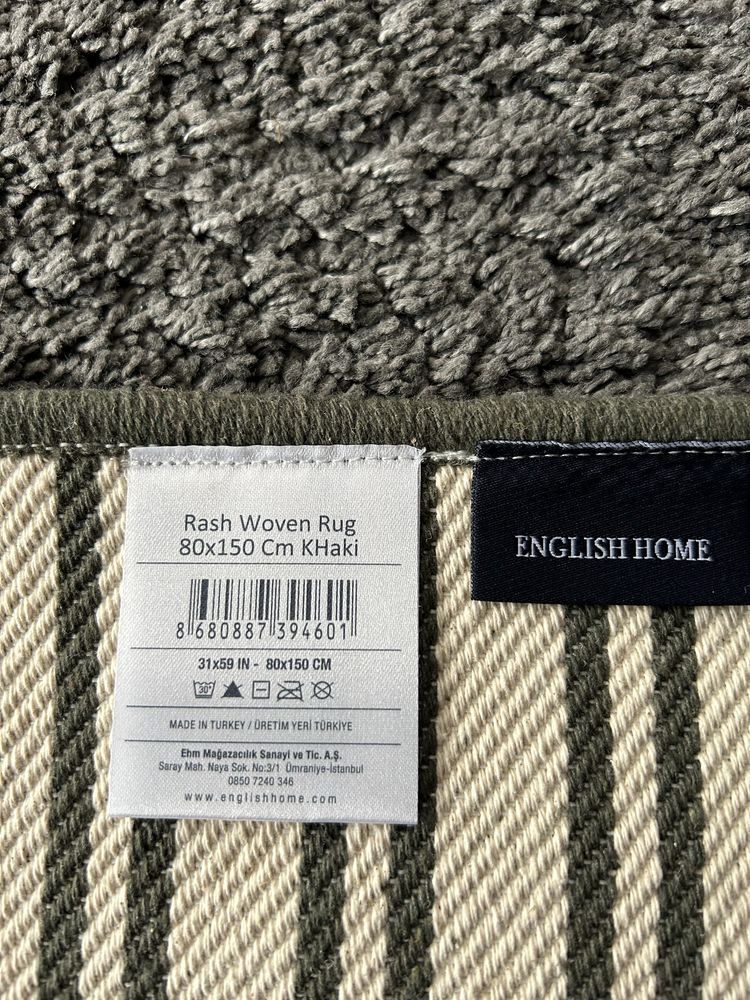 Rash Woven Rug
80x150 Cm KHaki
8 680887 394601
31x59 IN - 80x150 CM
30°
MADE IN TURKEY / ÜRETİM YERİ TÜRKİYE
Ehm Mağazacılık Sanayi ve Tic. A.Ş.
Saray Mah. Naya Sok. No:3/1 Ümraniye-İstanbul
0850 7240 346
www.englishhome.com
ENGLISH HOME